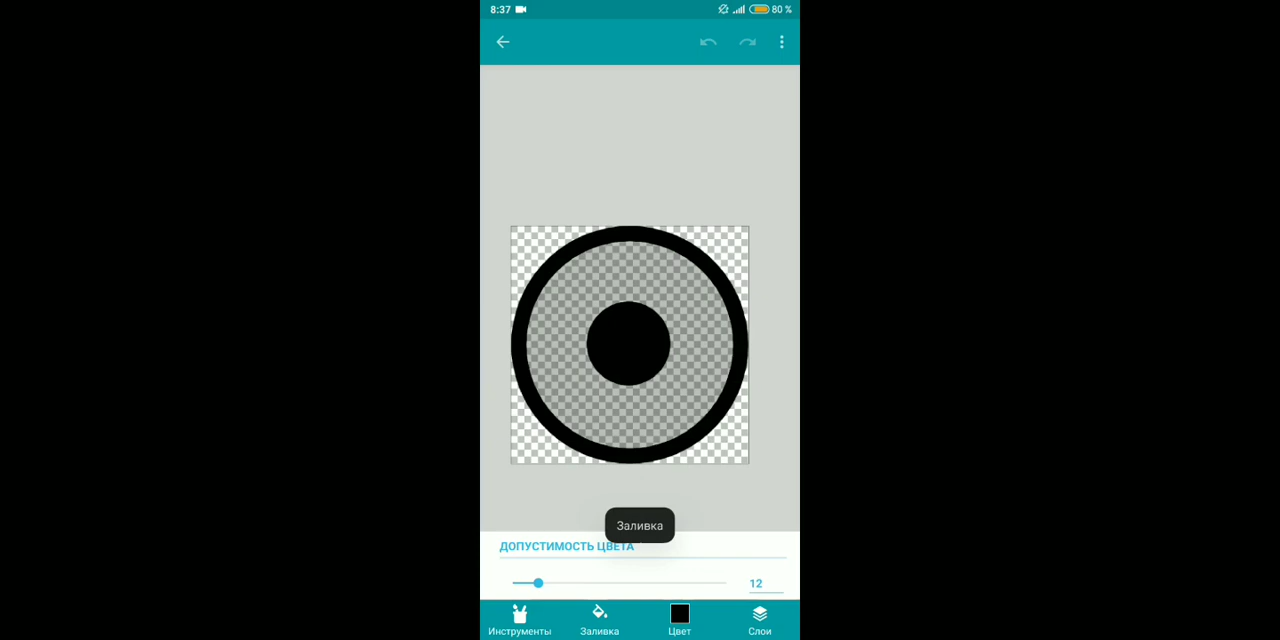 8:37 80 %
Заливка
ДОПУСТИМОСТЬ ЦВЕТА
12
Инструменты Заливка Цвет Слои